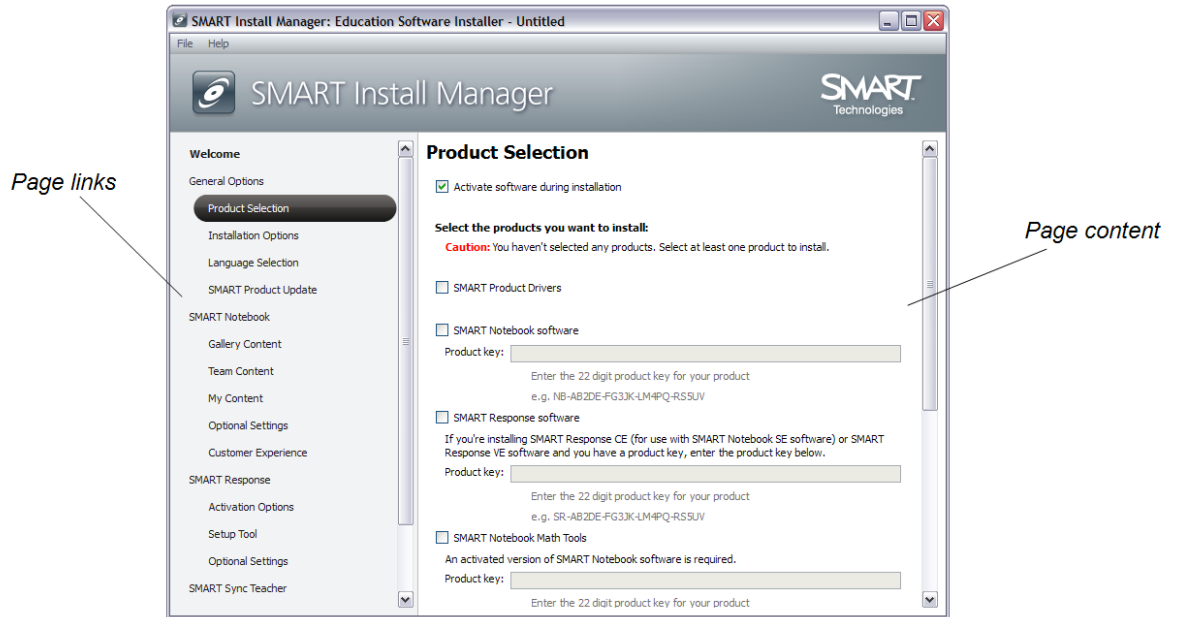 SMART Install Manager: Education Software Installer - Untitled
File Help
SMART Install Manager
SMART
Technologies
Page links
Welcome
General Options
Product Selection
Installation Options
Language Selection
SMART Product Update
SMART Notebook
Gallery Content
Team Content
My Content
Optional Settings
Customer Experience
SMART Response
Activation Options
Setup Tool
Optional Settings
SMART Sync Teacher
Product Selection
Activate software during installation
Select the products you want to install:
Caution: You haven't selected any products. Select at least one product to install.
SMART Product Drivers
SMART Notebook software
Product key:
Enter the 22 digit product key for your product
e.g. NB-AB2DE-FG3JK-LM4PQ-RS5UV
SMART Response software
If you're installing SMART Response CE (for use with SMART Notebook SE software) or SMART
Response VE software and you have a product key, enter the product key below.
Product key:
Enter the 22 digit product key for your product
e.g. SR-AB2DE-FG3JK-LM4PQ-RS5UV
SMART Notebook Math Tools
An activated version of SMART Notebook software is required.
Product key:
Enter the 22 digit product key for your product
Page content